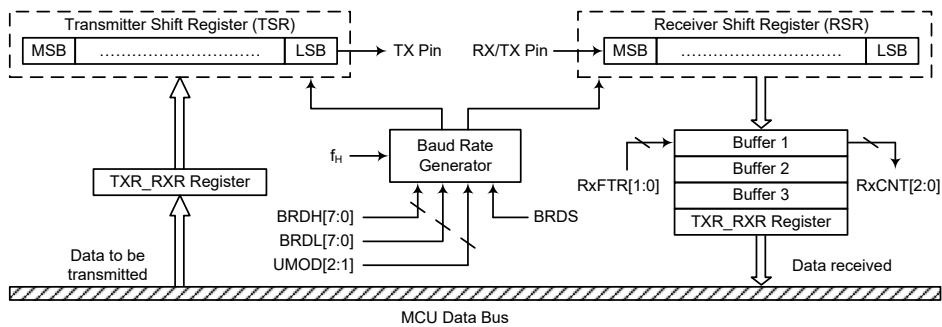 Transmitter Shift Register (TSR)
MSB ................................ LSB
TX Pin
RX/TX Pin
Receiver Shift Register (RSR)
MSB ................................ LSB
fH
Baud Rate
Generator
TXR_RXR Register
BRDH[7:0]
BRDL[7:0]
UMOD[2:1]
BRDS
RxFTR[1:0]
Buffer 1
Buffer 2
Buffer 3
TXR_RXR Register
RxCNT[2:0]
Data to be
transmitted
Data received
MCU Data Bus